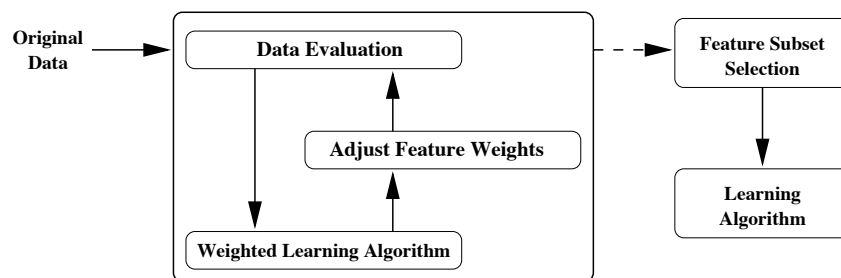 Original
Data
Data Evaluation
Adjust Feature Weights
Weighted Learning Algorithm
Feature Subset
Selection
Learning
Algorithm